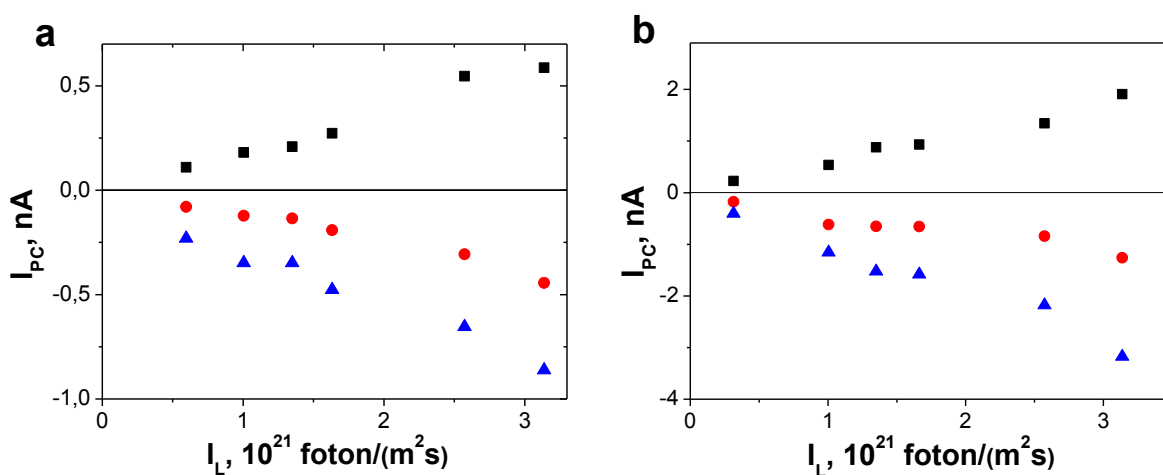 a
0,5
0,0
-0,5
-1,0
I_PC, nA
0
1
2
3
I_L, 10^21 foton/(m^2s)
b
2
0
-2
-4
I_PC, nA
0
1
2
3
I_L, 10^21 foton/(m^2s)